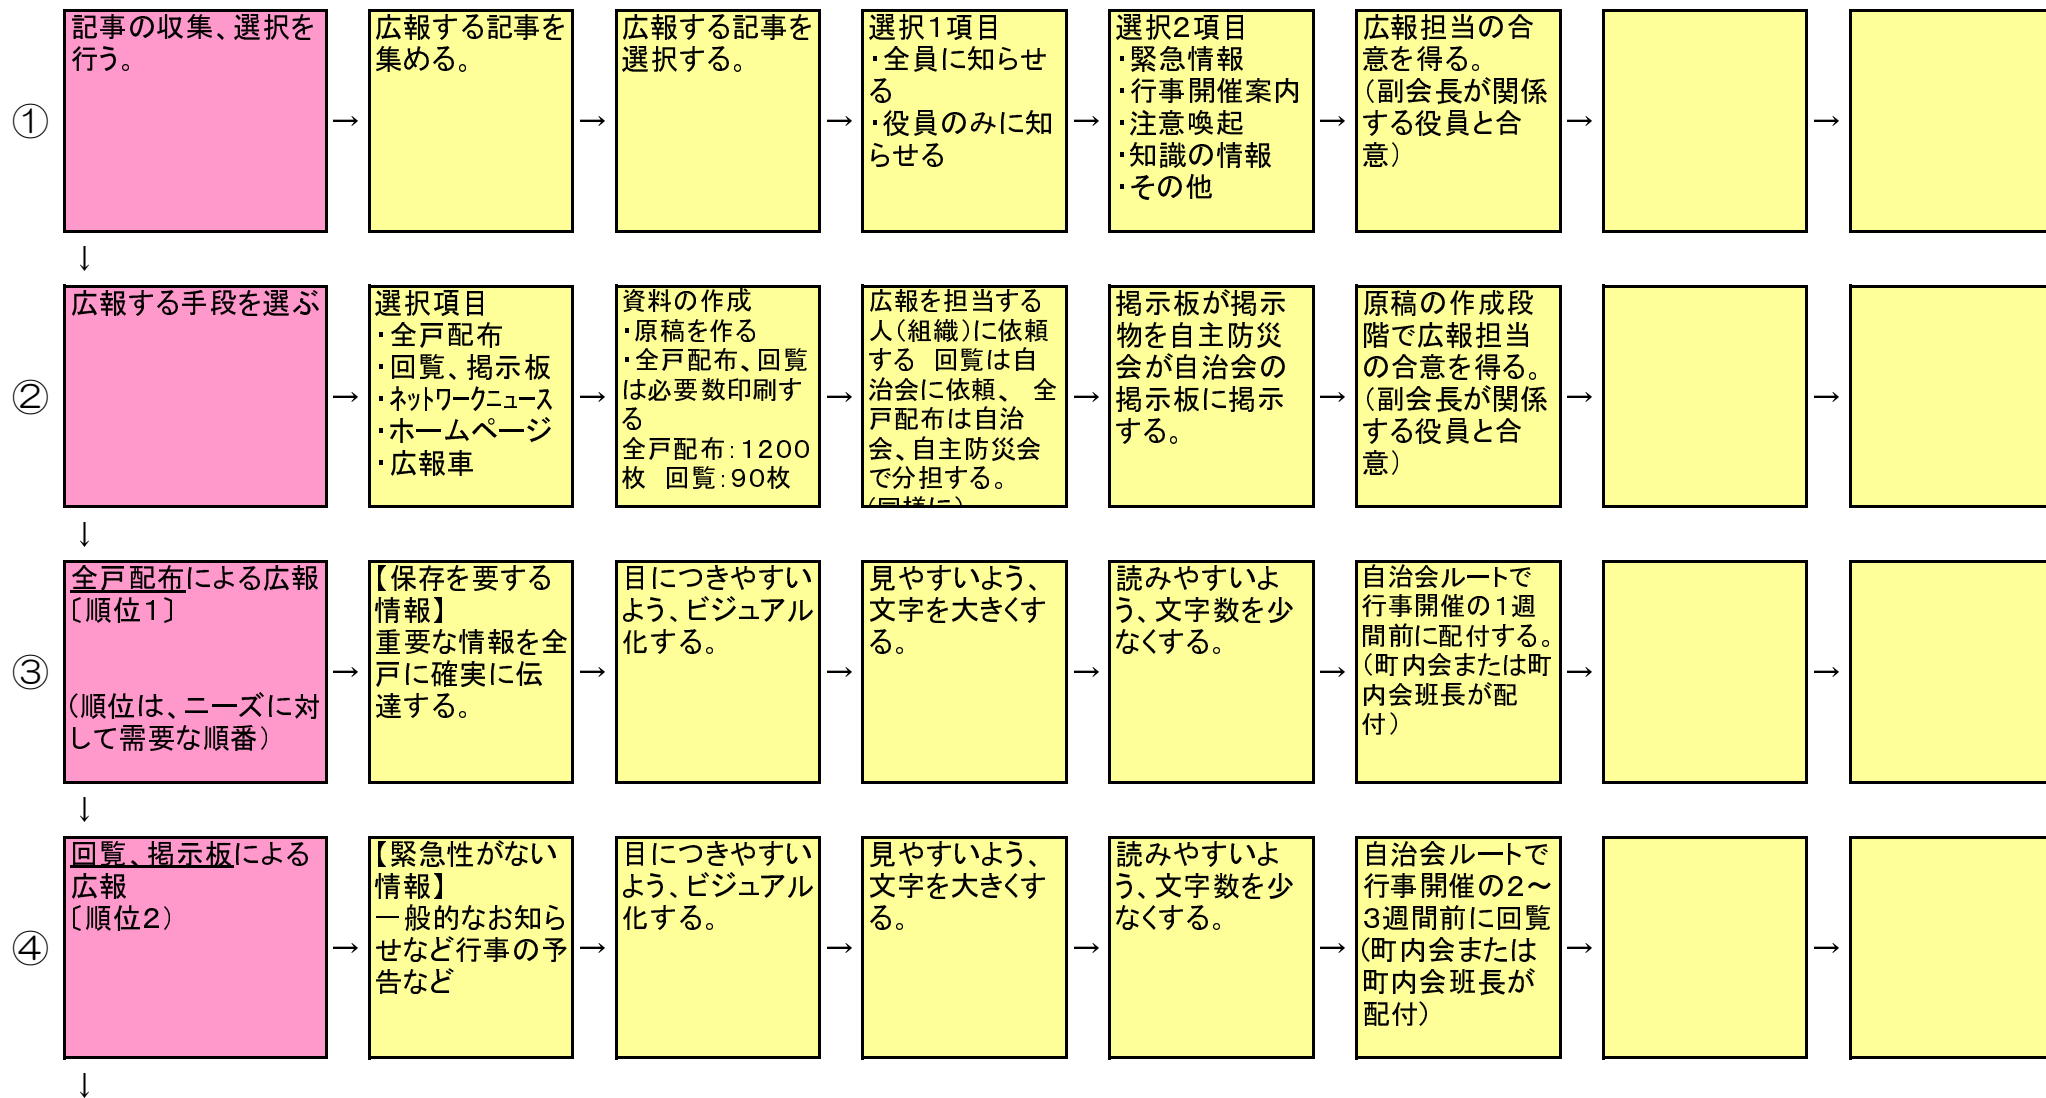 ①
記事の収集、選択を
行う。
→
広報する記事を
集める。
→
広報する記事を
選択する。
→
選択1項目
・全員に知らせ
る
・役員のみに知
らせる
→
選択2項目
・緊急情報
・行事開催案内
・注意喚起
・知識の情報
・その他
→
広報担当の合
意を得る。
(副会長が関係
する役員と合
意)
→
→
↓
②
広報する手段を選ぶ
→
選択項目
・全戸配布
・回覧、掲示板
・ネットワークニュース
・ホームページ
・広報車
→
資料の作成
・原稿を作る
・全戸配布、回覧
は必要数印刷す
る
全戸配布:1200
枚 回覧:90枚
→
広報を担当する
人(組織)に依頼
する 回覧は自
治会に依頼、 全
戸配布は自治
会、自主防災会
で分担する。
→
掲示板が掲示
物を自主防災
会が自治会の
掲示板に掲示
する。
→
原稿の作成段
階で広報担当
の合意を得る。
(副会長が関係
する役員と合
意)
→
→
↓
③
全戸配布による広報
〔順位1〕
(順位は、ニーズに対
して需要な順番)
→
【保存を要する
情報】
重要な情報を全
戸に確実に伝
達する。
→
目につきやすい
よう、ビジュアル
化する。
→
見やすいよう、
文字を大きくす
る。
→
読みやすいよ
う、文字数を少
なくする。
→
自治会ルートで
行事開催の1週
間前に配付する。
(町内会または町
内会班長が配
付)
→
→
↓
④
回覧、掲示板による
広報
〔順位2)
→
【緊急性がない
情報】
一般的なお知ら
せなど行事の予
告など
→
目につきやすい
よう、ビジュアル
化する。
→
見やすいよう、
文字を大きくす
る。
→
読みやすいよ
う、文字数を少
なくする。
→
自治会ルートで
行事開催の2～
3週間前に回覧
(町内会または
町内会班長が
配付)
→
→
↓